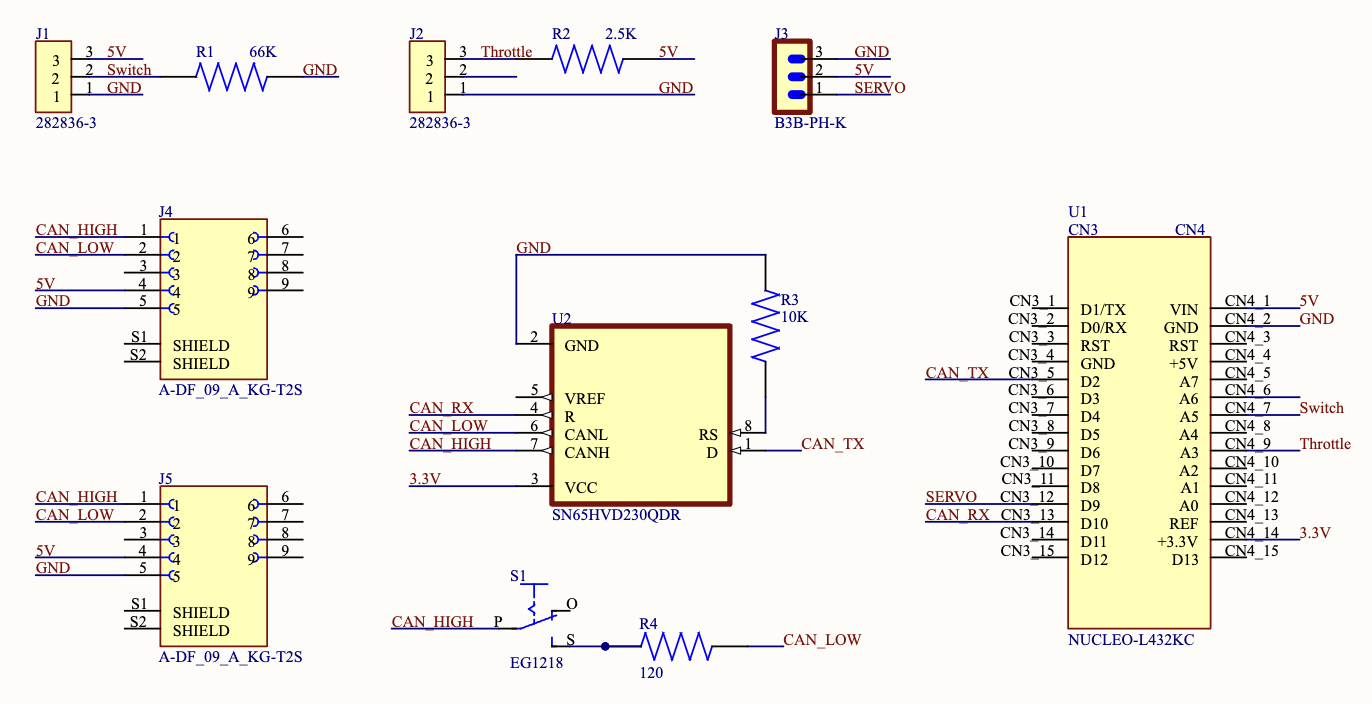 J1
3 3 5V
2 2 Switch
1 1 GND
R1 66K
GND
282836-3
J2
3 3 Throttle
2 2
1 1
R2 2.5K
5V
GND
282836-3
J3
3 GND
2 5V
1 SERVO
B3B-PH-K
J4
CAN_HIGH 1 1 6 6
CAN_LOW 2 2 7 7
3 3 8 8
5V 4 4 9 9
GND 5 5
S1 SHIELD
S2 SHIELD
A-DF_09_A_KG-T2S
J5
CAN_HIGH 1 1 6 6
CAN_LOW 2 2 7 7
3 3 8 8
5V 4 4 9 9
GND 5 5
S1 SHIELD
S2 SHIELD
A-DF_09_A_KG-T2S
GND
R3
10K
U2
2 GND
5 VREF
CAN_RX 4 R
CAN_LOW 6 CANL RS 8
CAN_HIGH 7 CANH D 1 CAN_TX
3.3V 3 VCC
SN65HVD230QDR
S1
O
CAN_HIGH P
S
EG1218
R4
120
CAN_LOW
U1
CN3 CN4
CN3_1 D1/TX VIN CN4_1 5V
CN3_2 D0/RX GND CN4_2 GND
CN3_3 RST RST CN4_3
CN3_4 GND +5V CN4_4
CAN_TX CN3_5 D2 A7 CN4_5
CN3_6 D3 A6 CN4_6
CN3_7 D4 A5 CN4_7 Switch
CN3_8 D5 A4 CN4_8
CN3_9 D6 A3 CN4_9 Throttle
CN3_10 D7 A2 CN4_10
CN3_11 D8 A1 CN4_11
SERVO CN3_12 D9 A0 CN4_12
CAN_RX CN3_13 D10 REF CN4_13
CN3_14 D11 +3.3V CN4_14 3.3V
CN3_15 D12 D13 CN4_15
NUCLEO-L432KC